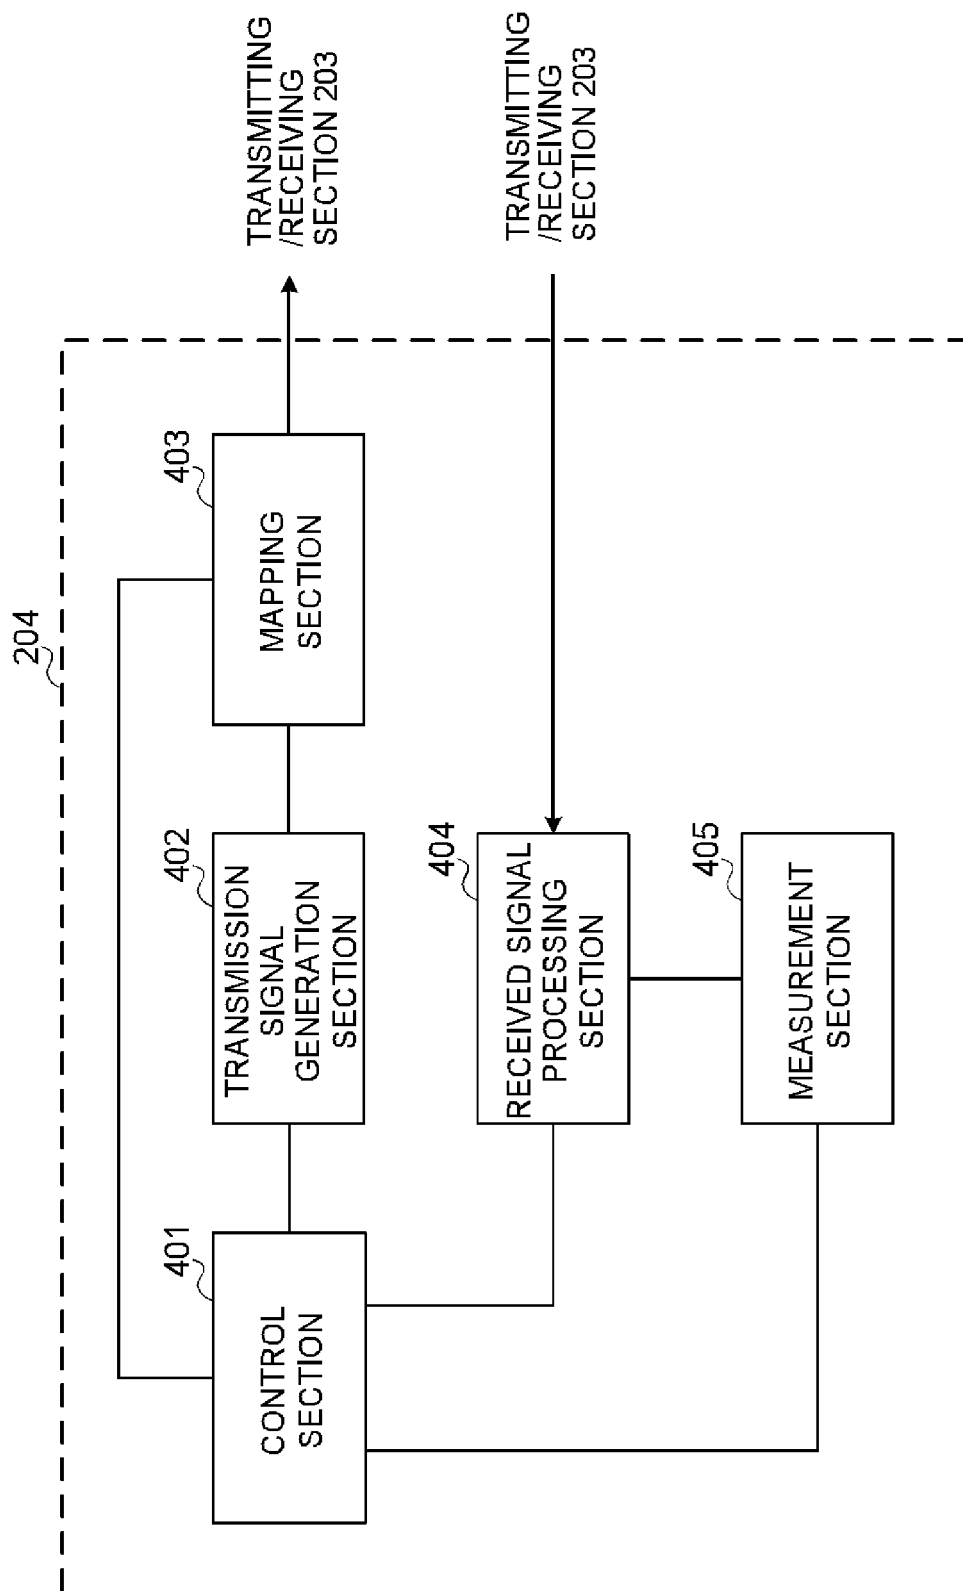 204
401
CONTROL
SECTION
402
TRANSMISSION
SIGNAL
GENERATION
SECTION
403
MAPPING
SECTION
TRANSMITTING
/RECEIVING
SECTION 203
404
RECEIVED SIGNAL
PROCESSING
SECTION
TRANSMITTING
/RECEIVING
SECTION 203
405
MEASUREMENT
SECTION